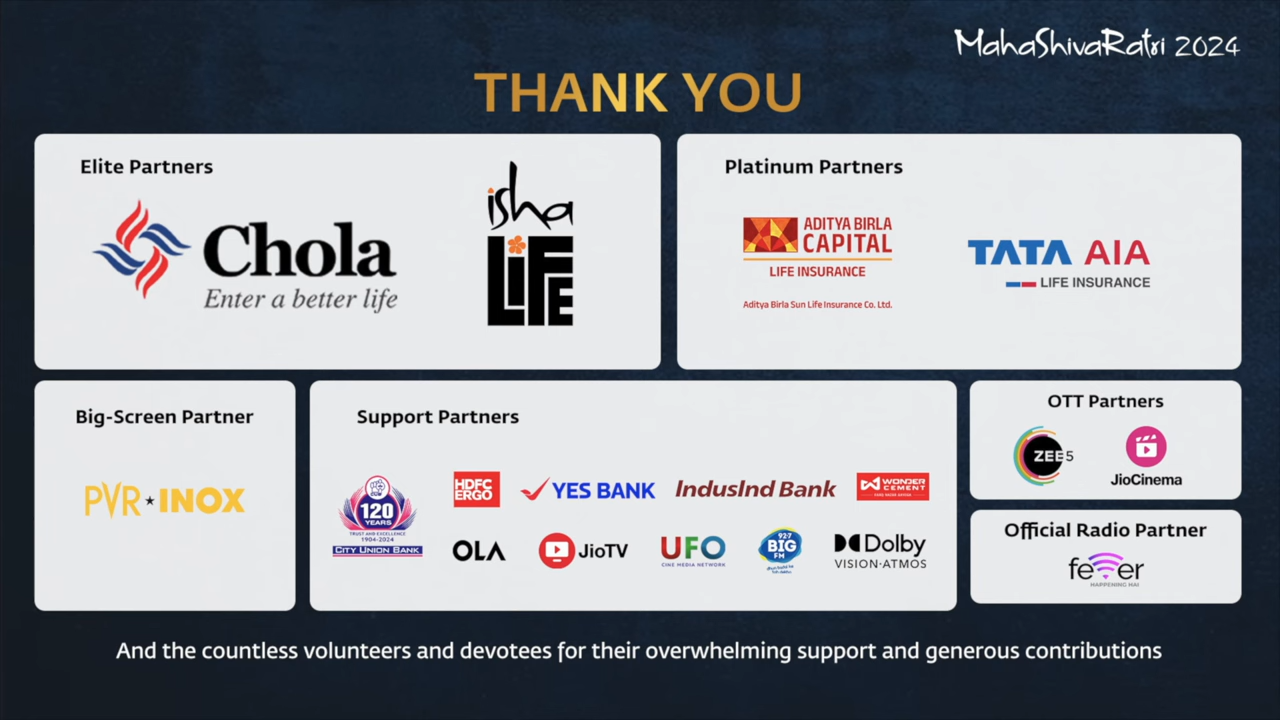 MahaShivaRatri 2024
THANK YOU
Elite Partners
Chola
Enter a better life
isha
LIFE
Platinum Partners
ADITYA BIRLA
CAPITAL
LIFE INSURANCE
Aditya Birla Sun Life Insurance Co. Ltd.
TATA AIA
LIFE INSURANCE
Big-Screen Partner
PVR INOX
Support Partners
120
YEARS
TRUST AND EXCELLENCE
1904-2024
CITY UNION BANK
HDFC
ERGO
YES BANK
IndusInd Bank
WONDER
CEMENT
OLA
JioTV
UFO
CINE MEDIA NETWORK
92.7
BIG
FM
Dolby
VISION·ATMOS
OTT Partners
ZEE5
JioCinema
Official Radio Partner
fever
HAPPENING HAI
And the countless volunteers and devotees for their overwhelming support and generous contributions